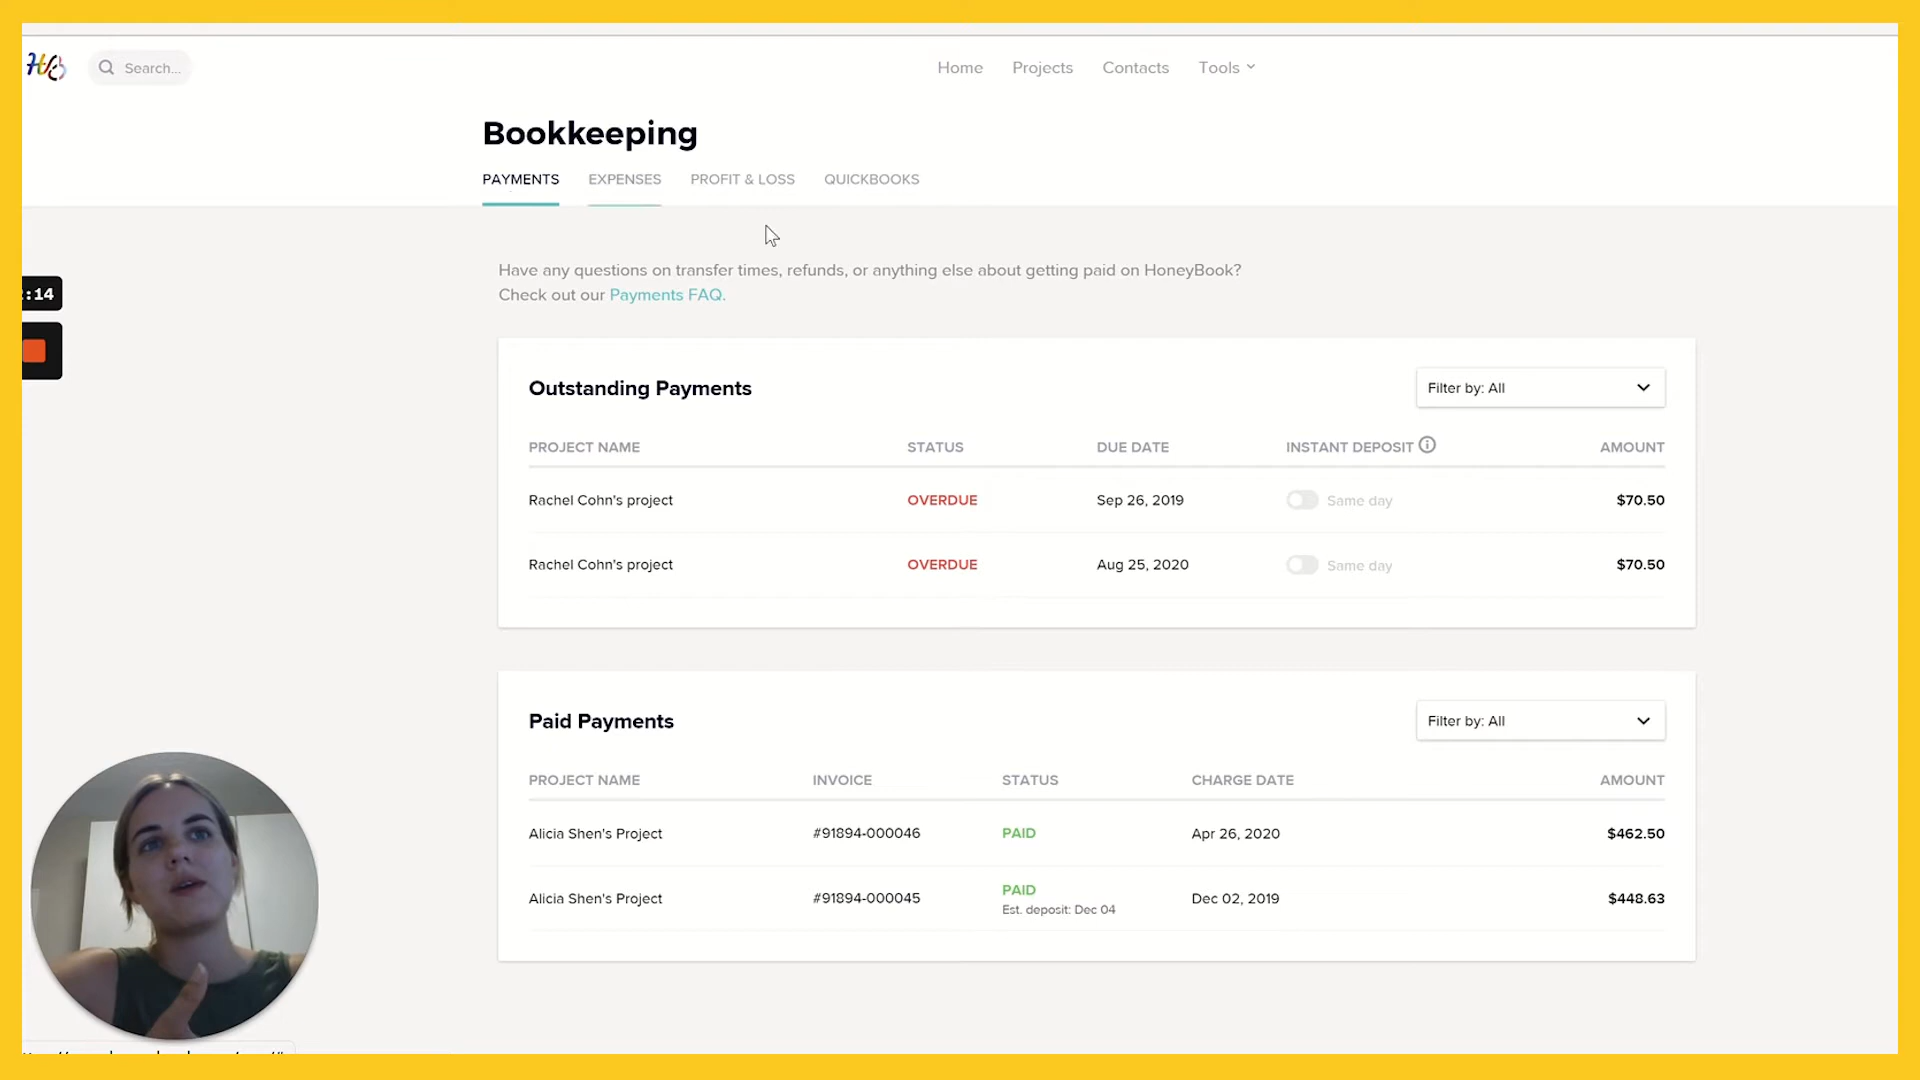 HB
Search...
Home Projects Contacts Tools
Bookkeeping
PAYMENTS EXPENSES PROFIT & LOSS QUICKBOOKS
:14
Have any questions on transfer times, refunds, or anything else about getting paid on HoneyBook?
Check out our Payments FAQ.
Outstanding Payments
Filter by: All
PROJECT NAME STATUS DUE DATE INSTANT DEPOSIT AMOUNT
Rachel Cohn's project OVERDUE Sep 26, 2019 Same day $70.50
Rachel Cohn's project OVERDUE Aug 25, 2020 Same day $70.50
Paid Payments
Filter by: All
PROJECT NAME INVOICE STATUS CHARGE DATE AMOUNT
Alicia Shen's Project #91894-000046 PAID Apr 26, 2020 $462.50
Alicia Shen's Project #91894-000045 PAID Dec 02, 2019 $448.63
Est. deposit: Dec 04